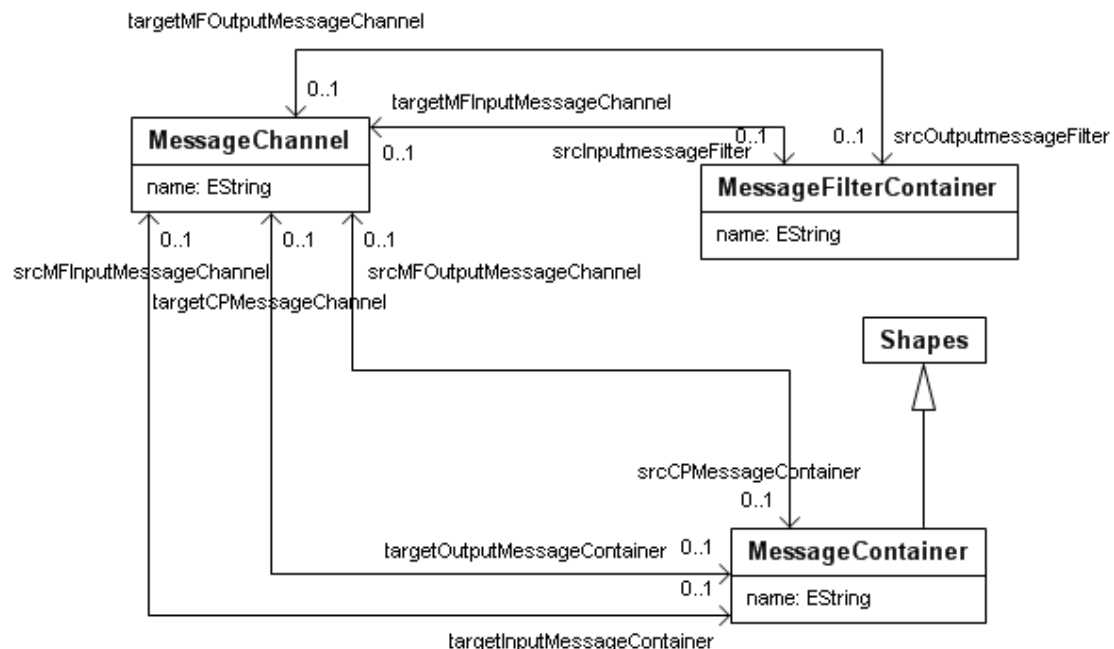 targetMFOutputMessageChannel
0..1
targetMFInputMessageChannel
MessageChannel
0..1
0..1
0..1
srcOutputmessageFilter
srcInputmessageFilter
name: EString
MessageFilterContainer
name: EString
0..1
0..1
0..1
srcMFInputMessageChannel
srcMFOutputMessageChannel
targetCPMessageChannel
Shapes
srcCPMessageContainer
0..1
targetOutputMessageContainer
0..1
MessageContainer
0..1
name: EString
targetInputMessageContainer